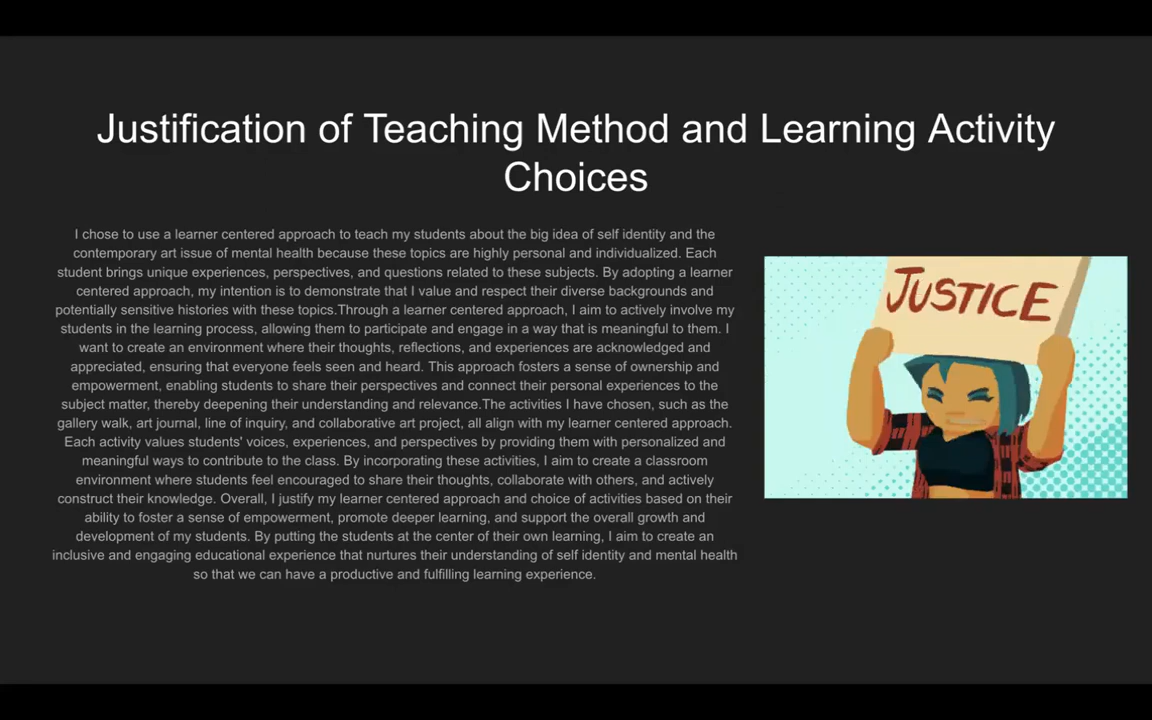 Justification of Teaching Method and Learning Activity
Choices
I chose to use a learner centered approach to teach my students about the big idea of self identity and the
contemporary art issue of mental health because these topics are highly personal and individualized. Each
student brings unique experiences, perspectives, and questions related to these subjects. By adopting a learner
centered approach, my intention is to demonstrate that I value and respect their diverse backgrounds and
potentially sensitive histories with these topics.Through a learner centered approach, I aim to actively involve my
students in the learning process, allowing them to participate and engage in a way that is meaningful to them. I
want to create an environment where their thoughts, reflections, and experiences are acknowledged and
appreciated, ensuring that everyone feels seen and heard. This approach fosters a sense of ownership and
empowerment, enabling students to share their perspectives and connect their personal experiences to the
subject matter, thereby deepening their understanding and relevance.The activities I have chosen, such as the
gallery walk, art journal, line of inquiry, and collaborative art project, all align with my learner centered approach.
Each activity values students' voices, experiences, and perspectives by providing them with personalized and
meaningful ways to contribute to the class. By incorporating these activities, I aim to create a classroom
environment where students feel encouraged to share their thoughts, collaborate with others, and actively
construct their knowledge. Overall, I justify my learner centered approach and choice of activities based on their
ability to foster a sense of empowerment, promote deeper learning, and support the overall growth and
development of my students. By putting the students at the center of their own learning, I aim to create an
inclusive and engaging educational experience that nurtures their understanding of self identity and mental health
so that we can have a productive and fulfilling learning experience.
JUSTICE